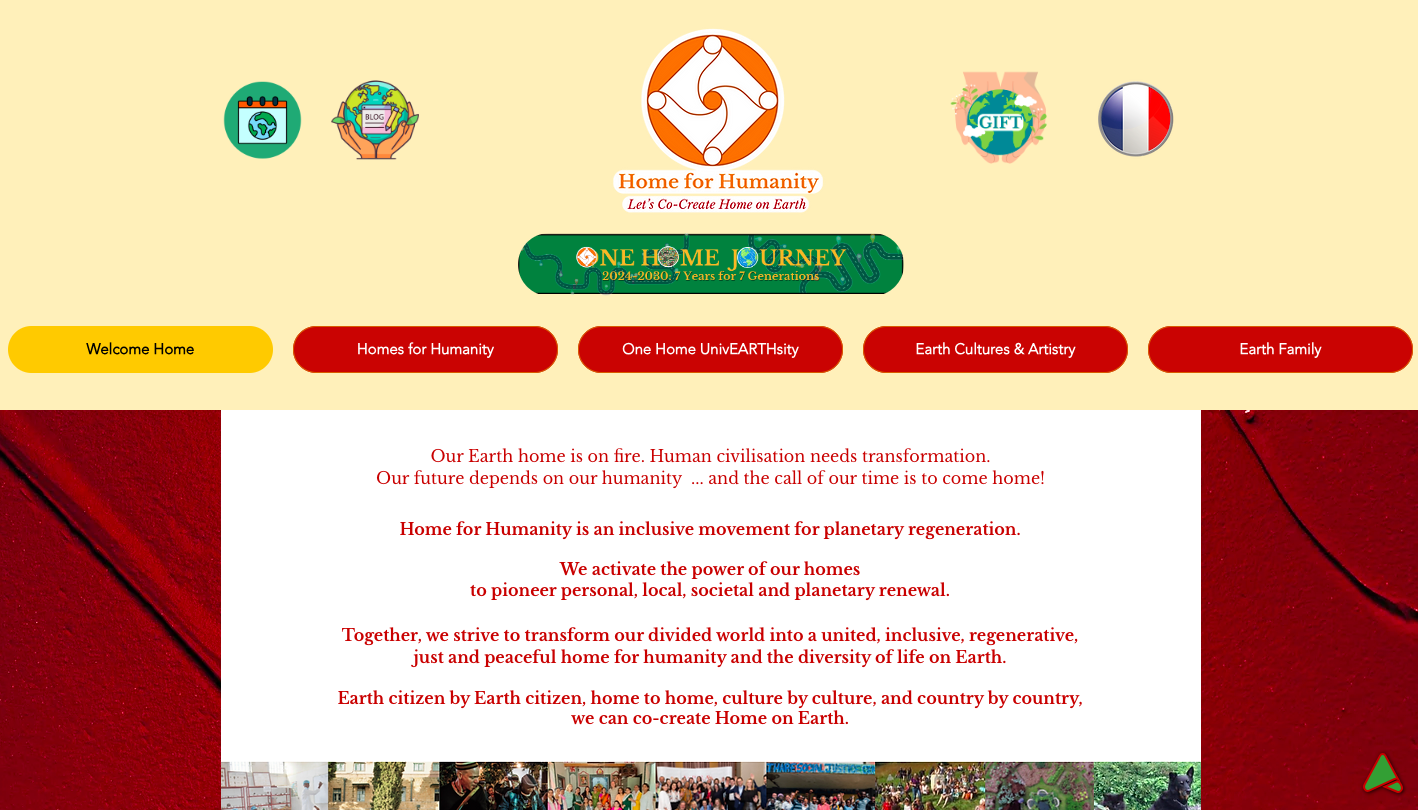 BLOG
GIFT
Home for Humanity
Let's Co-Create Home on Earth
ONE HOME JOURNEY
2024-2030: 7 Years for 7 Generations
Welcome Home
Homes for Humanity
One Home UnivEARTHsity
Earth Cultures & Artistry
Earth Family
Our Earth home is on fire. Human civilisation needs transformation.
Our future depends on our humanity  ... and the call of our time is to come home!
Home for Humanity is an inclusive movement for planetary regeneration.
We activate the power of our homes
to pioneer personal, local, societal and planetary renewal.
Together, we strive to transform our divided world into a united, inclusive, regenerative,
just and peaceful home for humanity and the diversity of life on Earth.
Earth citizen by Earth citizen, home to home, culture by culture, and country by country,
we can co-create Home on Earth.